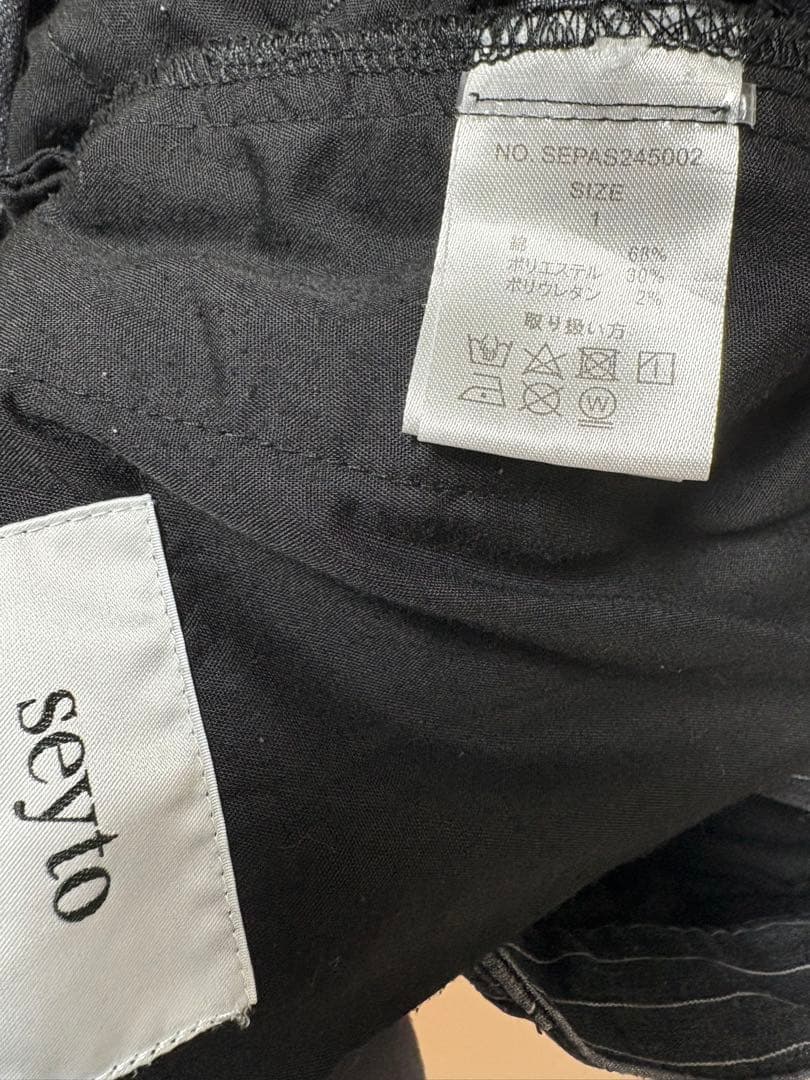 NO. SEPAS245002
SIZE
1
綿 68%
ポリエステル 30%
ポリウレタン 2%
取り扱い方
W
seyto